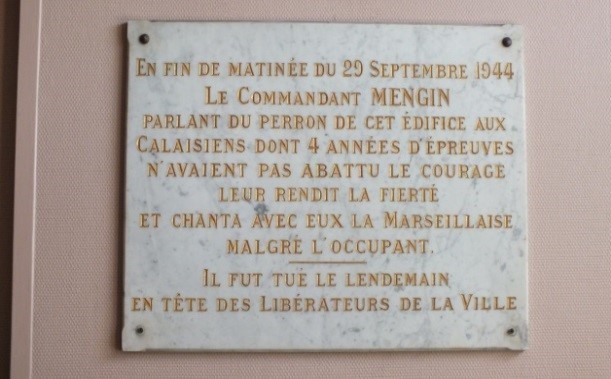 EN FIN DE MATINÉE DU 29 SEPTEMBRE 1944
LE COMMANDANT MENGIN
PARLANT DU PERRON DE CET ÉDIFICE AUX
CALAISIENS DONT 4 ANNÉES D'ÉPREUVES
N'AVAIENT PAS ABATTU LE COURAGE
LEUR RENDIT LA FIERTÉ
ET CHANTA AVEC EUX LA MARSEILLAISE
MALGRÉ L'OCCUPANT.
IL FUT TUÉ LE LENDEMAIN
EN TÊTE DES LIBÉRATEURS DE LA VILLE